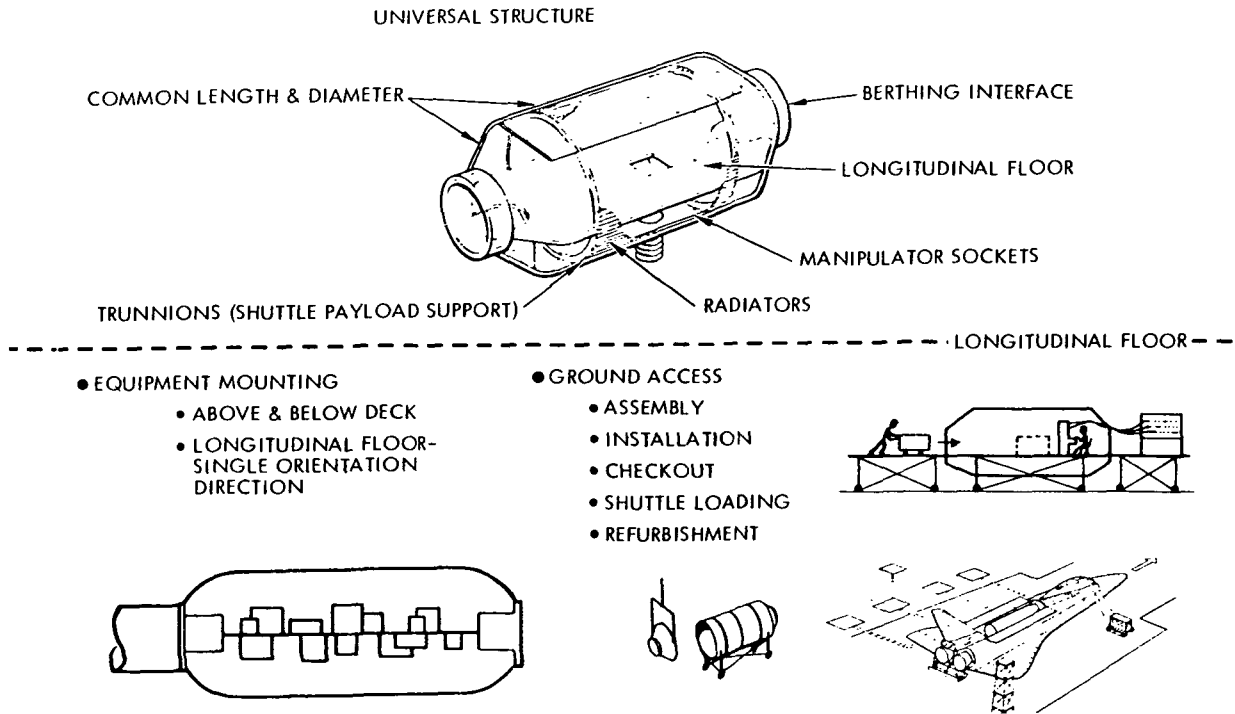 UNIVERSAL STRUCTURE
COMMON LENGTH & DIAMETER
BERTHING INTERFACE
LONGITUDINAL FLOOR
MANIPULATOR SOCKETS
RADIATORS
TRUNNIONS (SHUTTLE PAYLOAD SUPPORT)
LONGITUDINAL FLOOR
● EQUIPMENT MOUNTING
• ABOVE & BELOW DECK
• LONGITUDINAL FLOOR-
SINGLE ORIENTATION
DIRECTION
● GROUND ACCESS
• ASSEMBLY
• INSTALLATION
• CHECKOUT
• SHUTTLE LOADING
• REFURBISHMENT